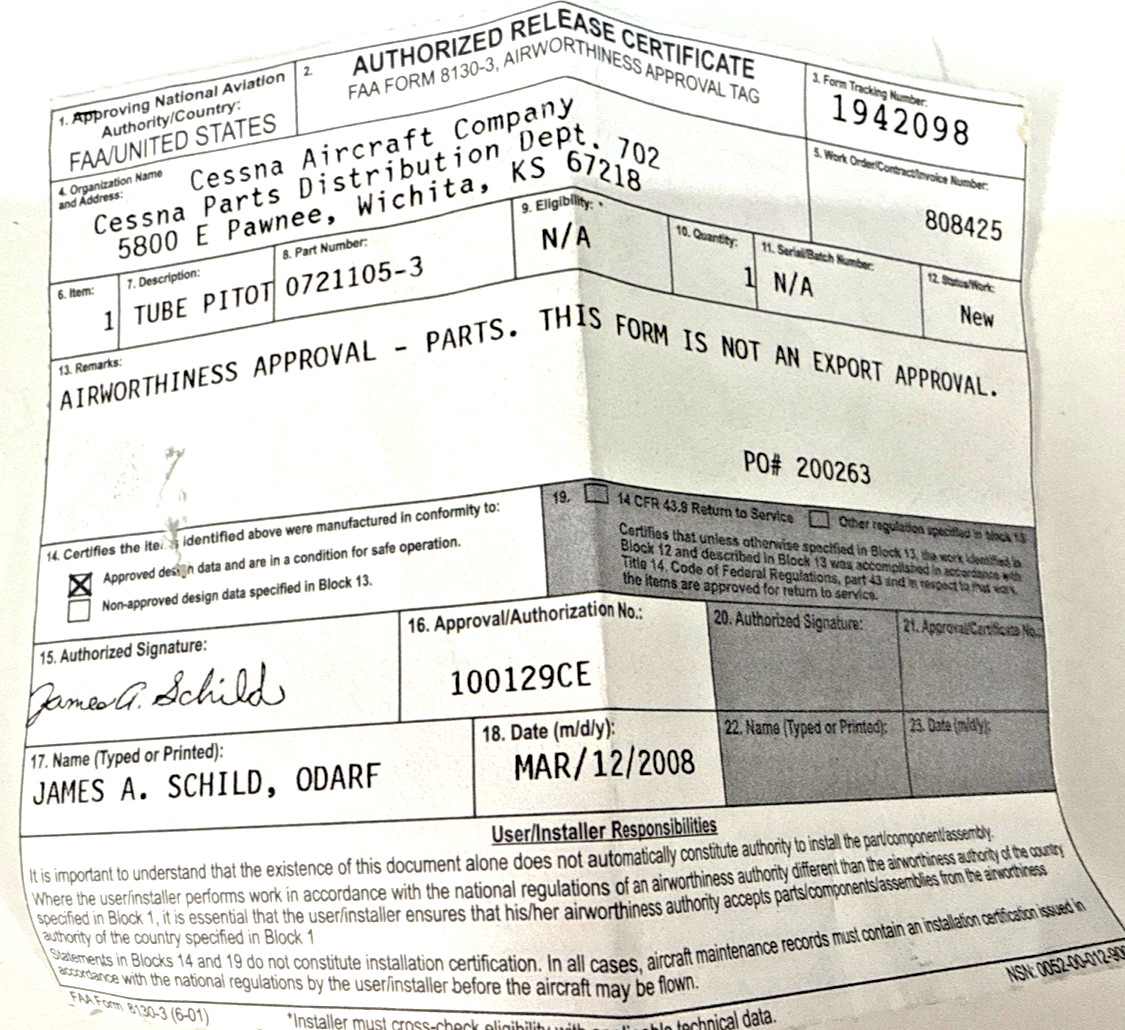 1. Approving National Aviation
Authority/Country:
FAA/UNITED STATES
2.
AUTHORIZED RELEASE CERTIFICATE
FAA FORM 8130-3, AIRWORTHINESS APPROVAL TAG
3. Form Tracking Number:
1942098
4. Organization Name
and Address:
Cessna Aircraft Company
Cessna Parts Distribution Dept. 702
5800 E Pawnee, Wichita, KS 67218
5. Work Order/Contract/Invoice Number:
808425
6. Item:
1
7. Description:
TUBE PITOT
8. Part Number:
0721105-3
9. Eligibility: *
N/A
10. Quantity:
1
11. Serial/Batch Number:
N/A
12. Status/Work:
New
13. Remarks:
AIRWORTHINESS APPROVAL - PARTS. THIS FORM IS NOT AN EXPORT APPROVAL.
PO# 200263
14. Certifies the identified above were manufactured in conformity to:
Approved design data and are in a condition for safe operation.
Non-approved design data specified in Block 13.
19.
14 CFR 43.9 Return to Service
Other regulation specified in block 13
Certifies that unless otherwise specified in Block 13, the work identified in
Block 12 and described in Block 13 was accomplished in accordance with
Title 14, Code of Federal Regulations, part 43 and in respect to that work,
the items are approved for return to service.
15. Authorized Signature:
James A. Schild
16. Approval/Authorization No.:
100129CE
20. Authorized Signature:
21. Approval/Certificate No.:
17. Name (Typed or Printed):
JAMES A. SCHILD, ODARF
18. Date (m/d/y):
MAR/12/2008
22. Name (Typed or Printed):
23. Date (m/d/y):
User/Installer Responsibilities
It is important to understand that the existence of this document alone does not automatically constitute authority to install the part/component/assembly.
Where the user/installer performs work in accordance with the national regulations of an airworthiness authority different than the airworthiness authority of the country
specified in Block 1, it is essential that the user/installer ensures that his/her airworthiness authority accepts parts/components/assemblies from the airworthiness
authority of the country specified in Block 1
Statements in Blocks 14 and 19 do not constitute installation certification. In all cases, aircraft maintenance records must contain an installation certification issued in
accordance with the national regulations by the user/installer before the aircraft may be flown.
FAA Form 8130-3 (6-01)
*Installer must cross-check eligibility with technical data.
NSN: 0052-00-012-900